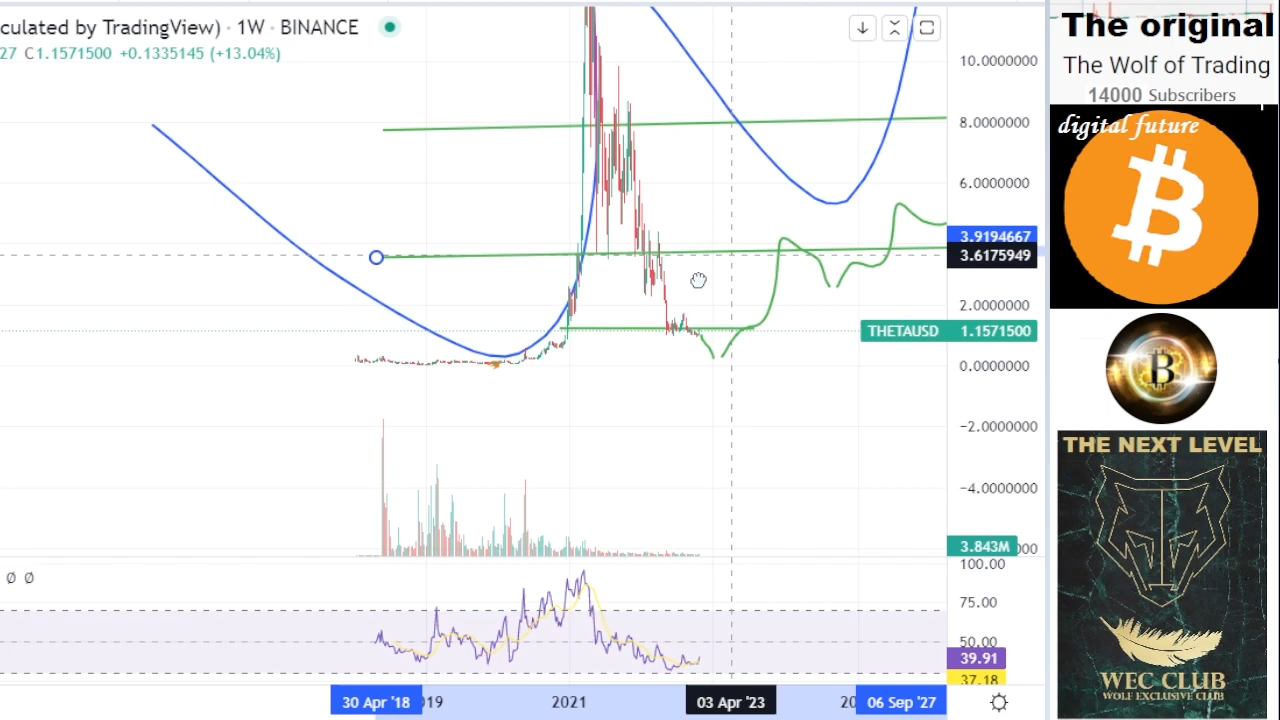 culated by TradingView) · 1W · BINANCE
27 C1.1571500 +0.1335145 (+13.04%)
10.0000000
8.0000000
6.0000000
3.9194667
3.6175949
2.0000000
THETAUSD 1.1571500
0.0000000
−2.0000000
−4.0000000
3.843M 000
100.00
75.00
50.00
39.91
37.18
Ø Ø
30 Apr '18 019 2021 03 Apr '23 20 06 Sep '27
The original
The Wolf of Trading
14000 Subscribers
digital future
THE NEXT LEVEL
WEC CLUB
WOLF EXCLUSIVE CLUB